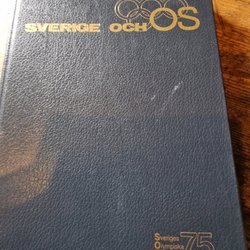 SVERIGE OCH OS
Sveriges
Olympiska
75